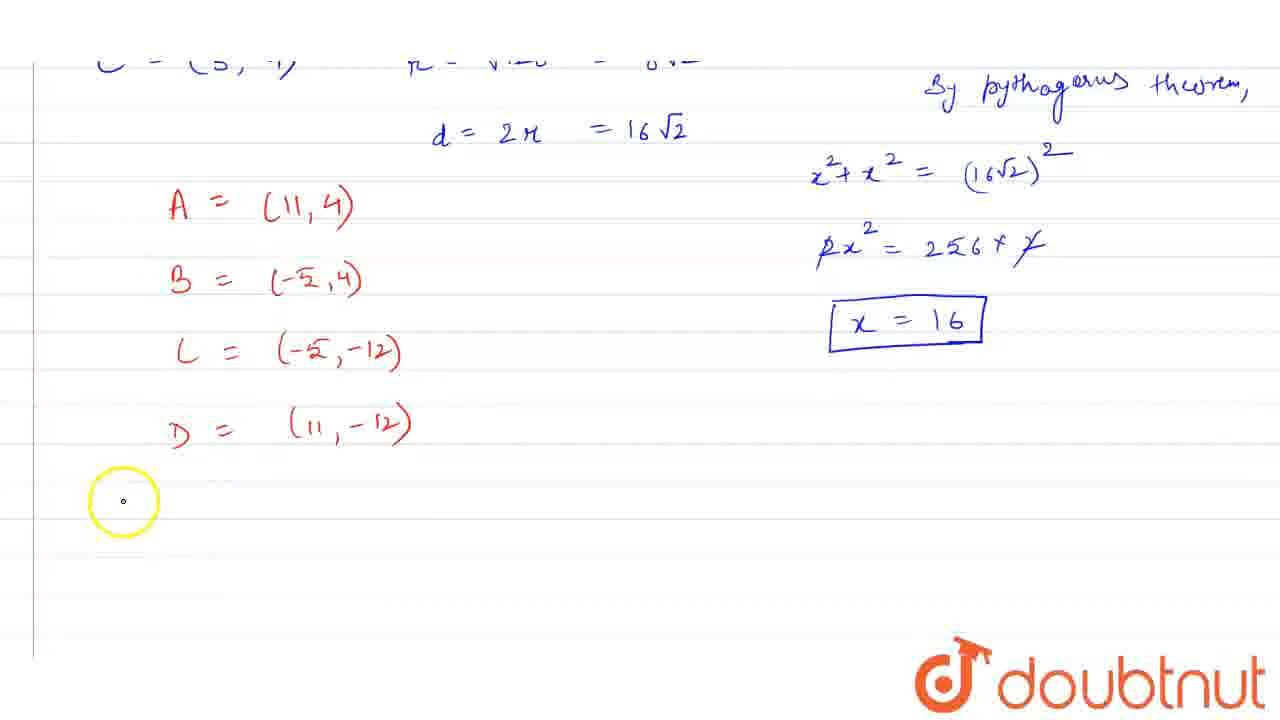 d = 2r = 16√2
A = (11, 4)
B = (-5, 4)
C = (-5, -12)
D = (11, -12)
By pythagorus theorem,
x² + x² = (16√2)²
2x² = 256 × 2
x = 16
doubtnut